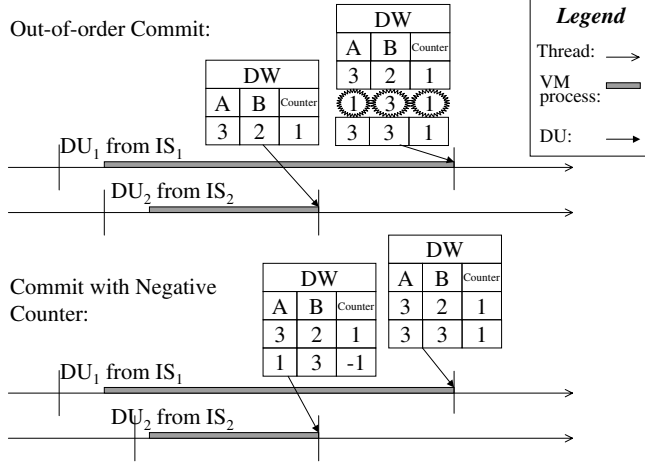 Out-of-order Commit:
DW
A B Counter
3 2 1
DW
A B Counter
3 2 1
1 3 1
3 3 1
Legend
Thread:
VM
process:
DU:
DU1 from IS1
DU2 from IS2
Commit with Negative
Counter:
DW
A B Counter
3 2 1
1 3 -1
DW
A B Counter
3 2 1
3 3 1
DU1 from IS1
DU2 from IS2